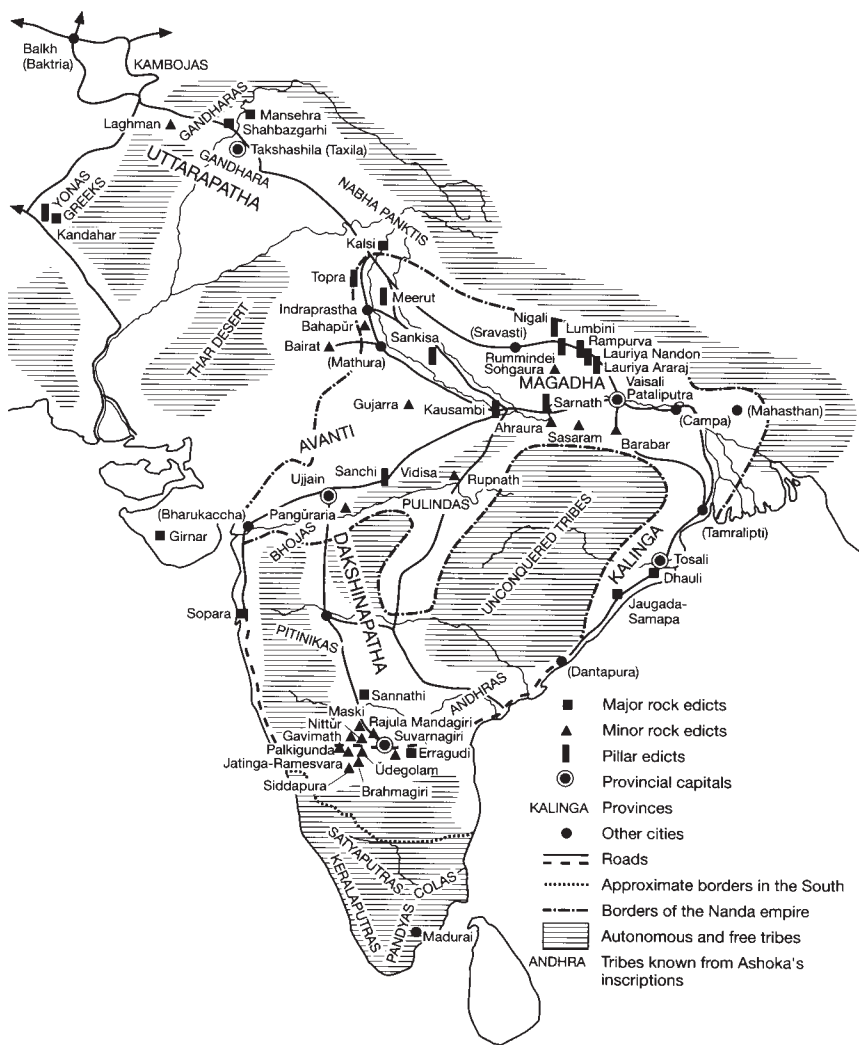 Balkh
(Baktria)
KAMBOJAS
GANDHARAS
Mansehra
Laghman
Shahbazgarhi
Takshashila (Taxila)
GANDHARA
UTTARAPATHA
YONAS
GREEKS
Kandahar
NABHA PANKTIS
Kalsi
Topra
Meerut
Indraprastha
Bahapūr
Bairat
(Mathura)
Sankisa
THAR DESERT
Nigali
Lumbini
(Sravasti)
Rampurva
Rummindei
Lauriya Nandon
Sohgaura
Lauriya Araraj
MAGADHA
Vaisali
Pataliputra
Gujarra
Kausambi
Sarnath
(Campa)
(Mahasthan)
Ahraura
Sasaram
Barabar
AVANTI
Ujjain
Sanchi
Vidisa
Rupnath
PULINDAS
(Bharukaccha)
Pangūraria
(Tamralipti)
Girnar
BHOJAS
DAKSHINAPATHA
UNCONQUERED TRIBES
KALINGA
Tosali
Dhauli
Jaugada-
Samapa
Sopara
PITINIKAS
(Dantapura)
ANDHRAS
Sannathi
Maski
Nittūr
Rajula Mandagiri
Gavimath
Suvarnagiri
Palkigunda
Erragudi
Jatinga-Ramesvara
Ūdegolam
Siddapura
Brahmagiri
SATYAPUTRAS
KERALAPUTRAS
PANDYAS
COLAS
Madurai
Major rock edicts
Minor rock edicts
Pillar edicts
Provincial capitals
KALINGA Provinces
Other cities
Roads
Approximate borders in the South
Borders of the Nanda empire
Autonomous and free tribes
ANDHRA Tribes known from Ashoka's
inscriptions